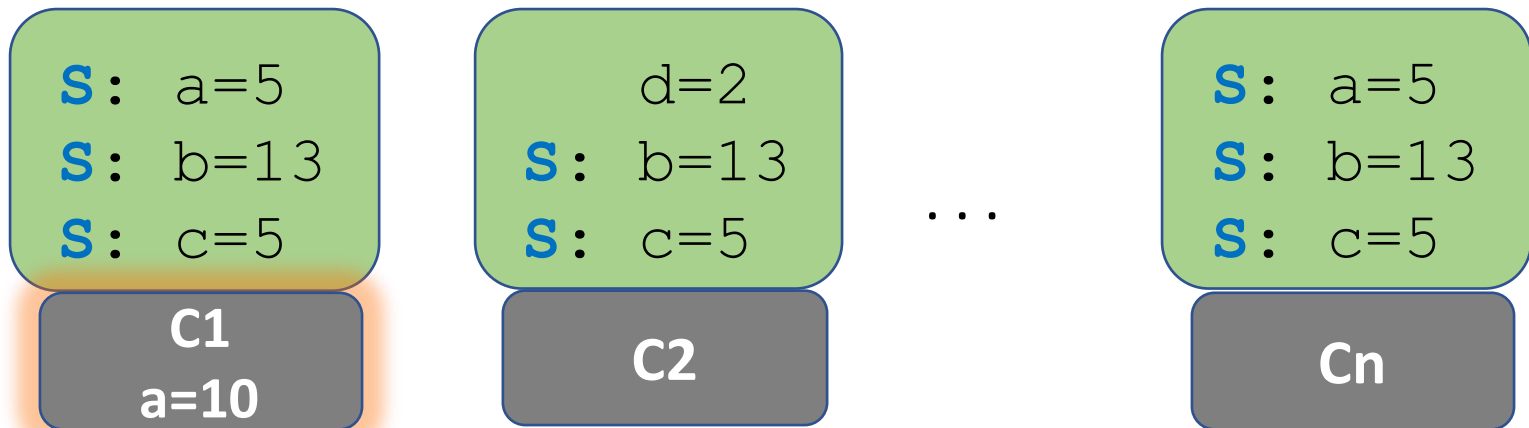 S: a=5
S: b=13
S: c=5
C1
a=10
d=2
S: b=13
S: c=5
C2
...
S: a=5
S: b=13
S: c=5
Cn